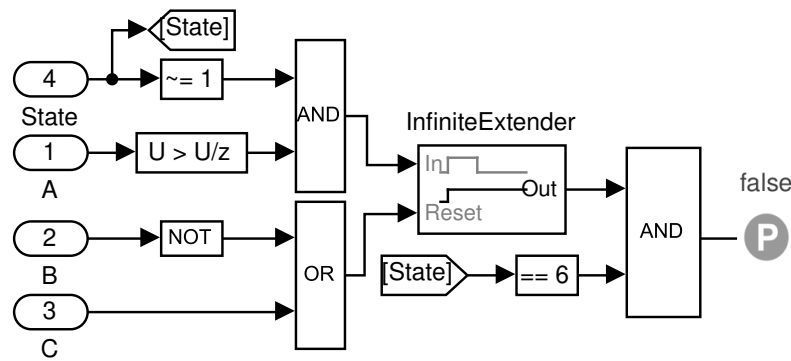 [State]
4
~= 1
State
AND
InfiniteExtender
1
U > U/z
In
Out
A
Reset
false
2
NOT
AND
P
B
OR
[State]
== 6
3
C